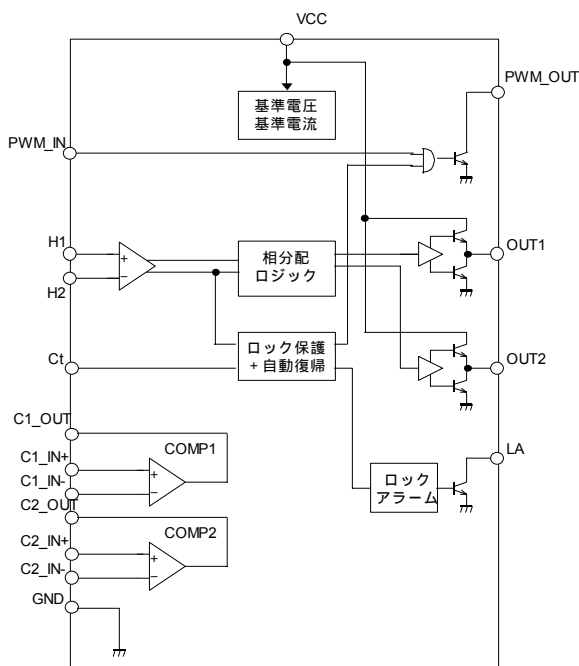 VCC
PWM_OUT
基準電圧
基準電流
PWM_IN
H1
+
−
H2
相分配
ロジック
OUT1
Ct
ロック保護
+自動復帰
OUT2
C1_OUT
COMP1
C1_IN+
+
C1_IN-
−
C2_OUT
COMP2
C2_IN+
+
C2_IN-
−
GND
LA
ロック
アラーム